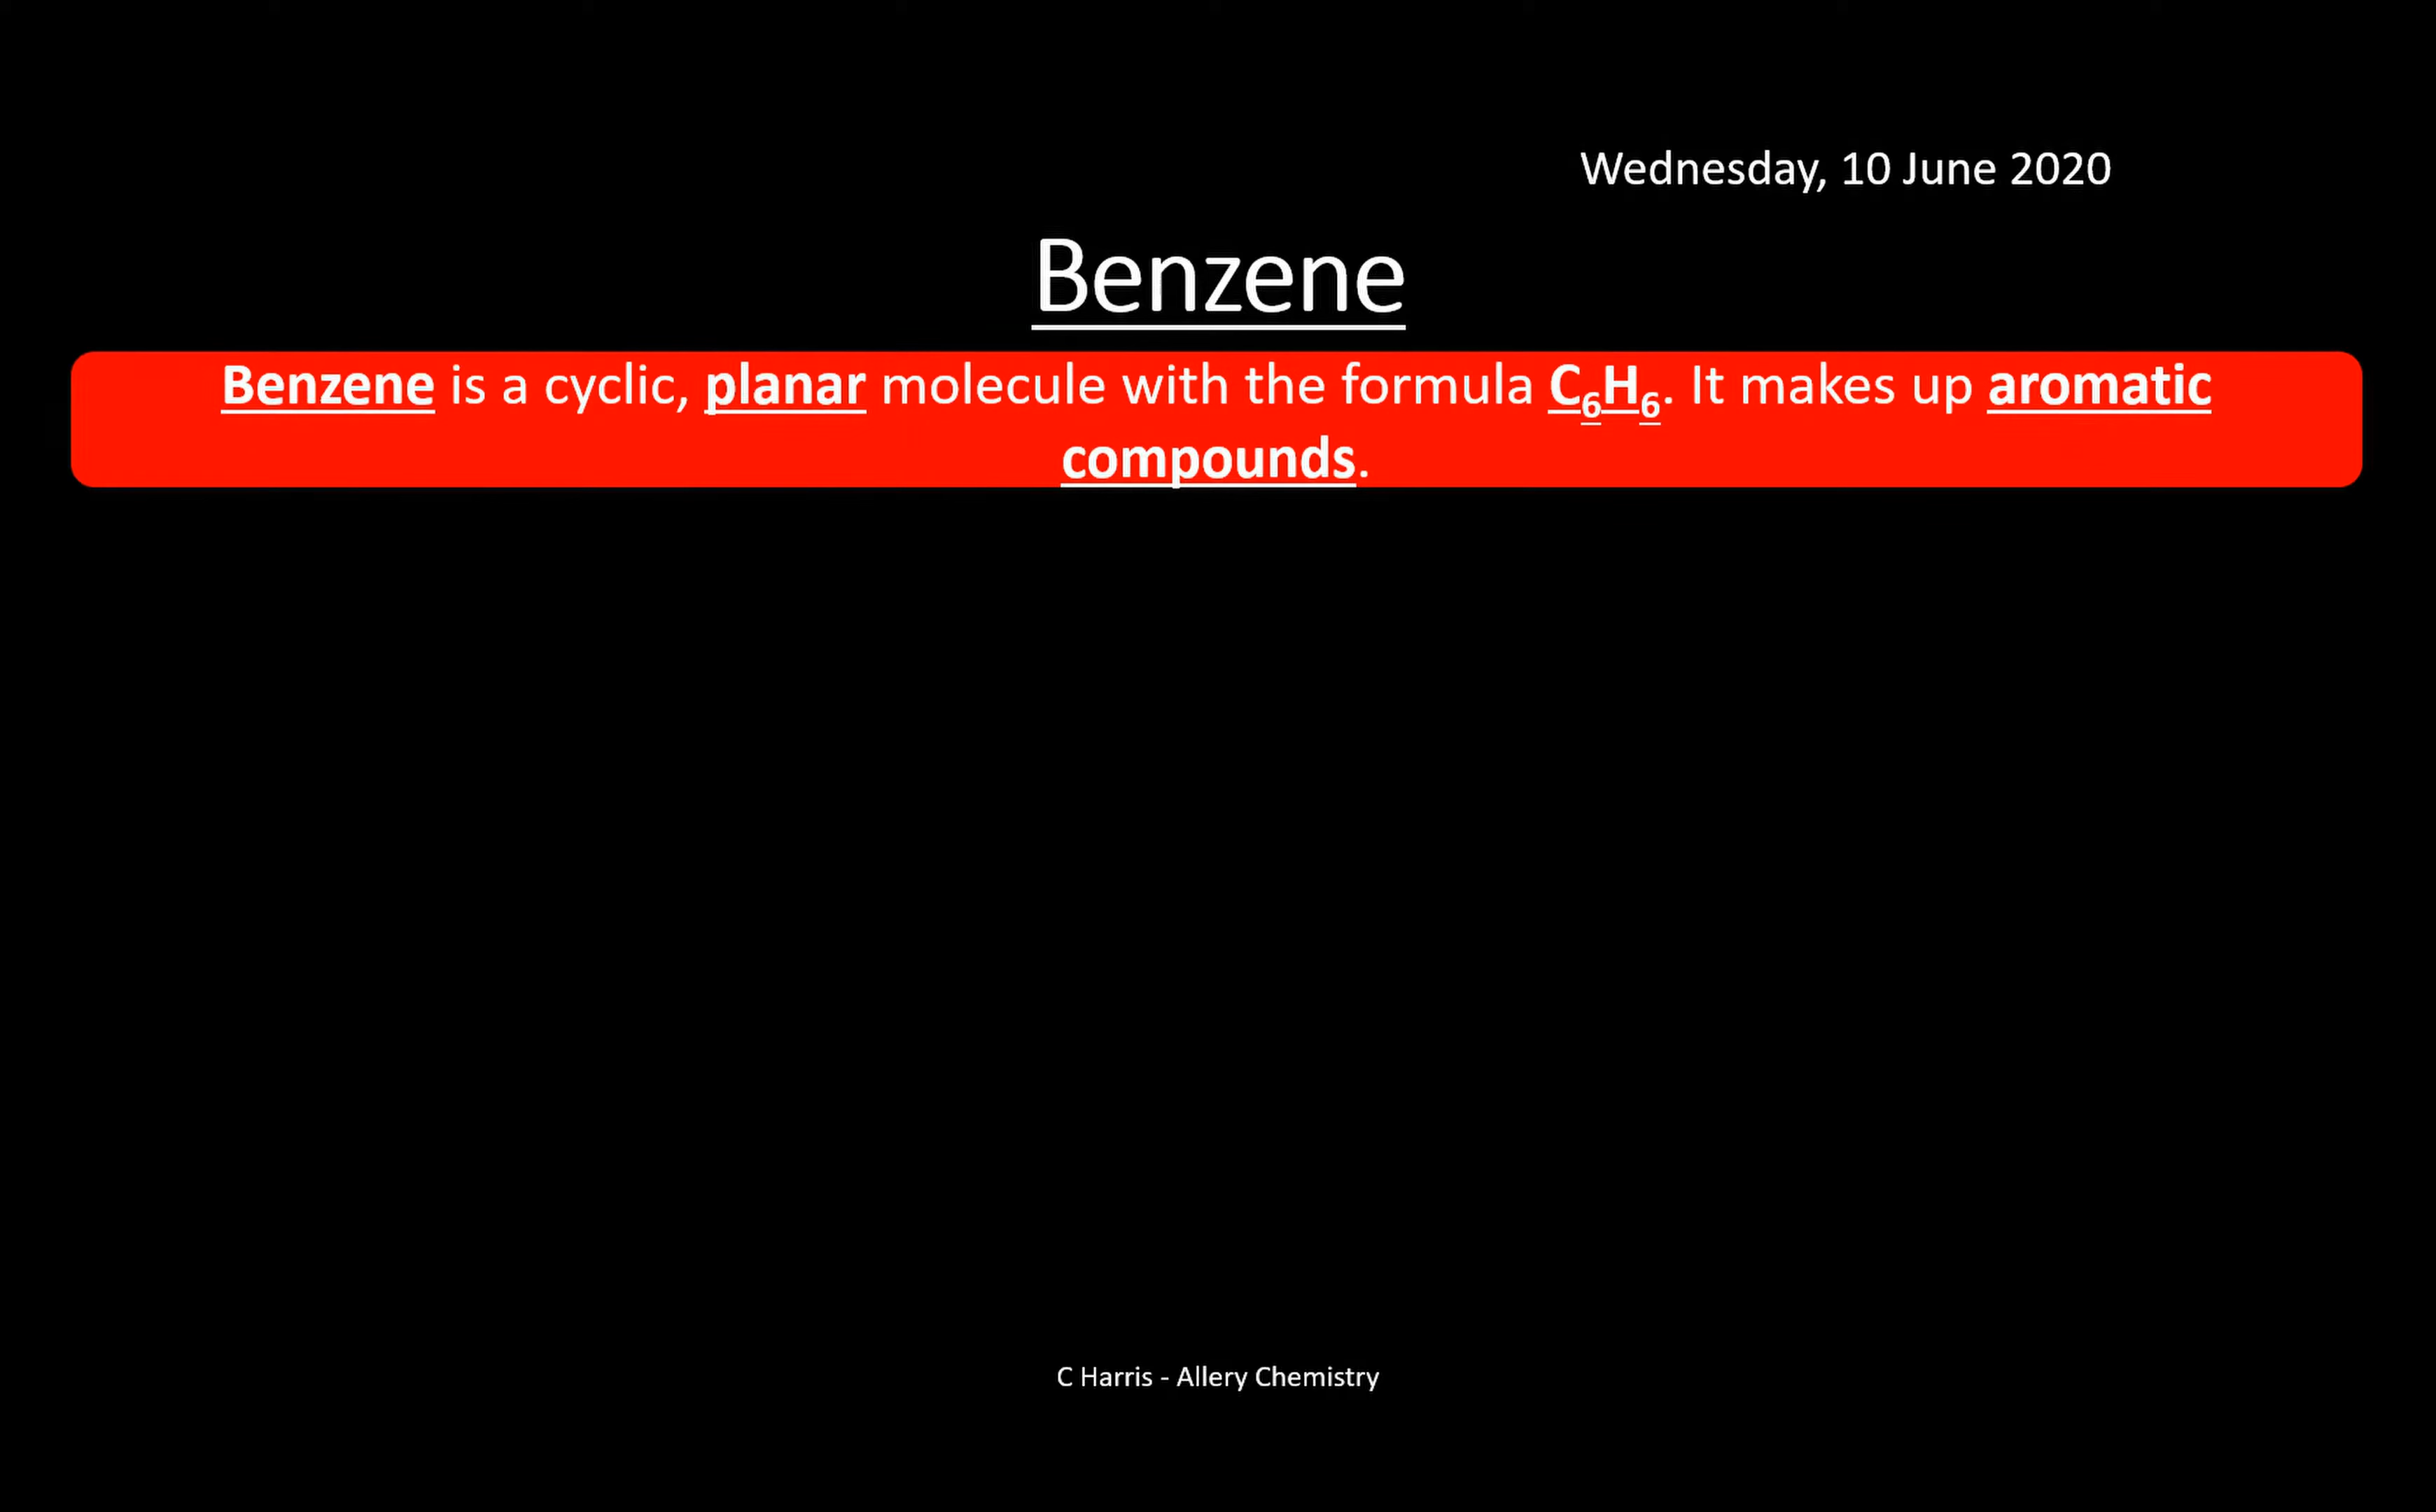 Wednesday, 10 June 2020
Benzene
Benzene is a cyclic, planar molecule with the formula C₆H₆. It makes up aromatic
compounds.
C Harris - Allery Chemistry